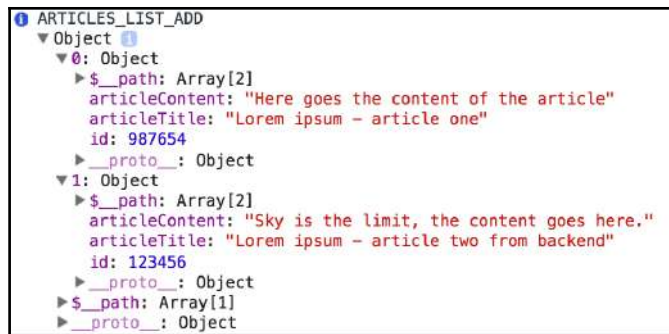 ARTICLES_LIST_ADD
Object
0: Object
$__path: Array[2]
articleContent: "Here goes the content of the article"
articleTitle: "Lorem ipsum – article one"
id: 987654
__proto__: Object
1: Object
$__path: Array[2]
articleContent: "Sky is the limit, the content goes here."
articleTitle: "Lorem ipsum – article two from backend"
id: 123456
__proto__: Object
$__path: Array[1]
__proto__: Object